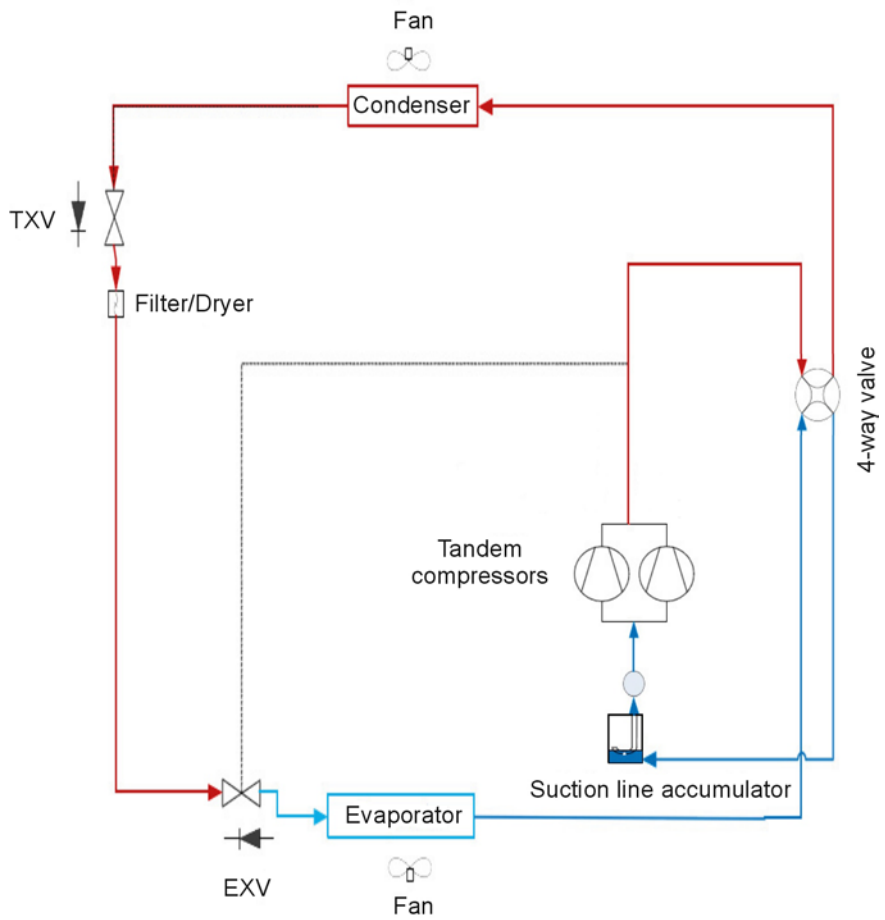 Fan
Condenser
TXV
Filter/Dryer
4-way valve
Tandem
compressors
Suction line accumulator
Evaporator
EXV
Fan